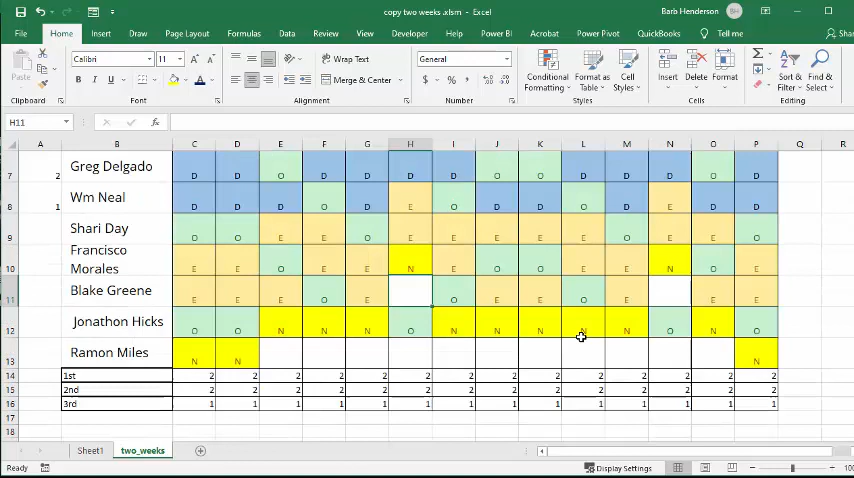 copy two weeks .xlsm - Excel
Barb Henderson
BH
File Home Insert Draw Page Layout Formulas Data Review View Developer Help Power BI Acrobat Power Pivot QuickBooks Tell me Share
Paste
Calibri 11 A A
B I U
Wrap Text
Merge & Center
General
$ % ,
Conditional Formatting
Format as Table
Cell Styles
Insert Delete Format
Sort & Filter
Find & Select
Clipboard Font Alignment Number Styles Cells Editing
H11 fx
A B C D E F G H I J K L M N O P Q R
7 2 Greg Delgado D D O D D D D O O D D D O D
8 1 Wm Neal D D D O D E O D D O D E D D
9 Shari Day O O E E O E E E E E O E E O
10 Francisco Morales E E O E E N E O O E E N O E
11 Blake Greene E E E O E O E E O E E E
12 Jonathon Hicks O O N N N O N N N N N O N O
13 Ramon Miles N N N
14 1st 2 2 2 2 2 2 2 2 2 2 2 2 2 2
15 2nd 2 2 2 2 2 2 2 2 2 2 2 2 2 2
16 3rd 1 1 1 1 1 1 1 1 1 1 1 1 1 1
17
18
Sheet1 two_weeks
Ready Display Settings 100